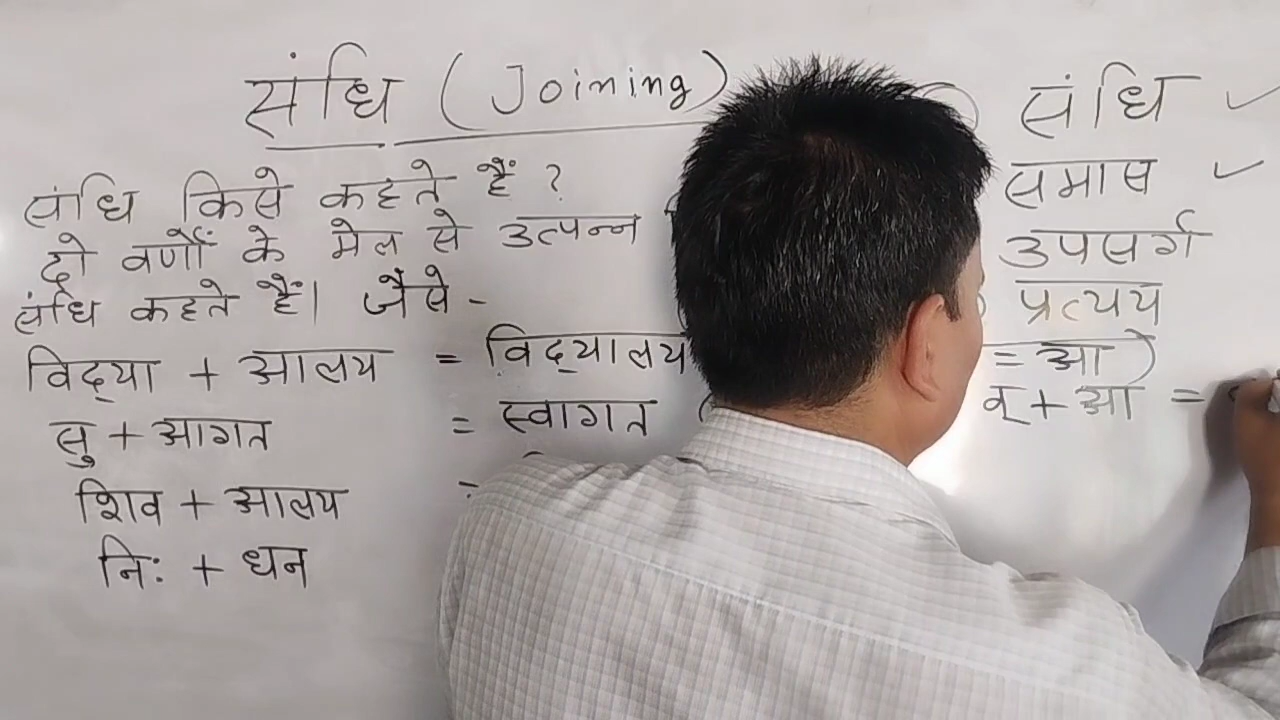 संधि (Joining)
संधि किसे कहते हैं ?
दो वर्णों के मेल से उत्पन्न
संधि कहते हैं। जैसे -
विद्‌या + आलय = विद्‌यालय = आ)
सु + आगत = स्वागत ( व् + आ =
शिव + आलय =
निः + धन
संधि ✓
समास ✓
उपसर्ग
प्रत्यय